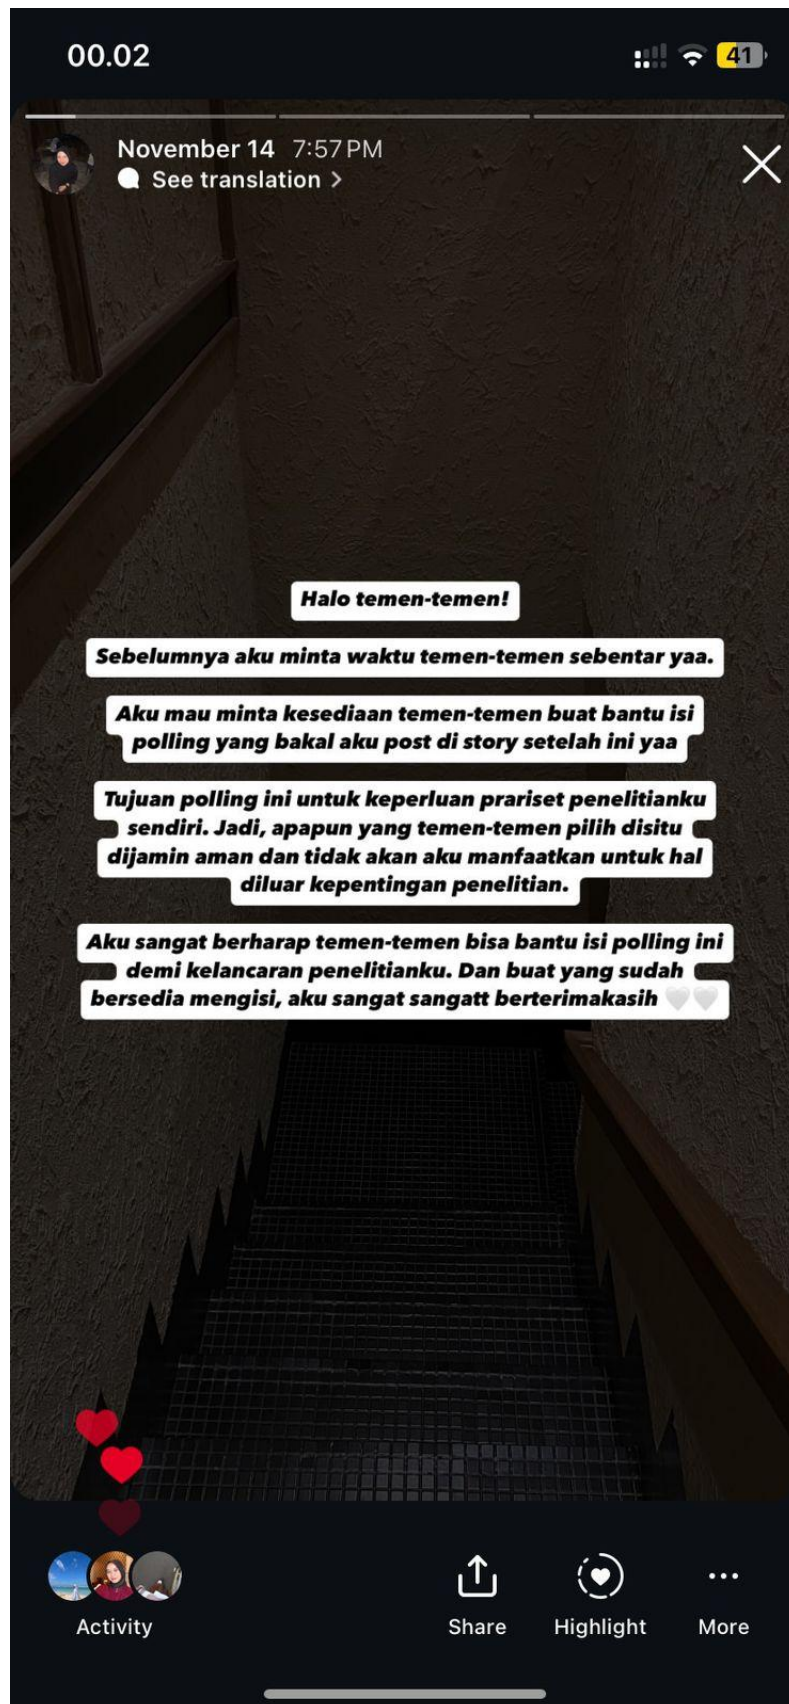 00.02
41
November 14 7:57 PM
See translation >
Halo temen-temen!
Sebelumnya aku minta waktu temen-temen sebentar yaa.
Aku mau minta kesediaan temen-temen buat bantu isi
polling yang bakal aku post di story setelah ini yaa
Tujuan polling ini untuk keperluan prariset penelitianku
sendiri. Jadi, apapun yang temen-temen pilih disitu
dijamin aman dan tidak akan aku manfaatkan untuk hal
diluar kepentingan penelitian.
Aku sangat berharap temen-temen bisa bantu isi polling ini
demi kelancaran penelitianku. Dan buat yang sudah
bersedia mengisi, aku sangat sangatt berterimakasih 🤍🤍
Activity
Share
Highlight
More